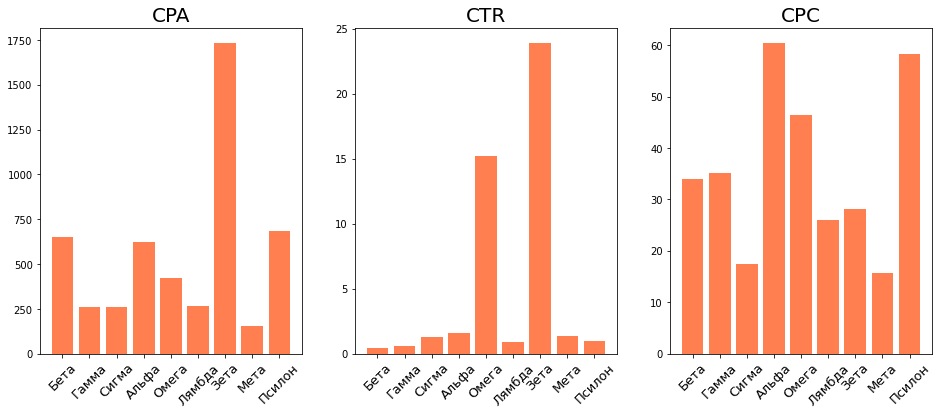 CPA
1750
1500
1250
1000
750
500
250
0
Бета
Гамма
Сигма
Альфа
Омега
Лямбда
Зета
Мета
Псилон
CTR
25
20
15
10
5
0
Бета
Гамма
Сигма
Альфа
Омега
Лямбда
Зета
Мета
Псилон
CPC
60
50
40
30
20
10
0
Бета
Гамма
Сигма
Альфа
Омега
Лямбда
Зета
Мета
Псилон